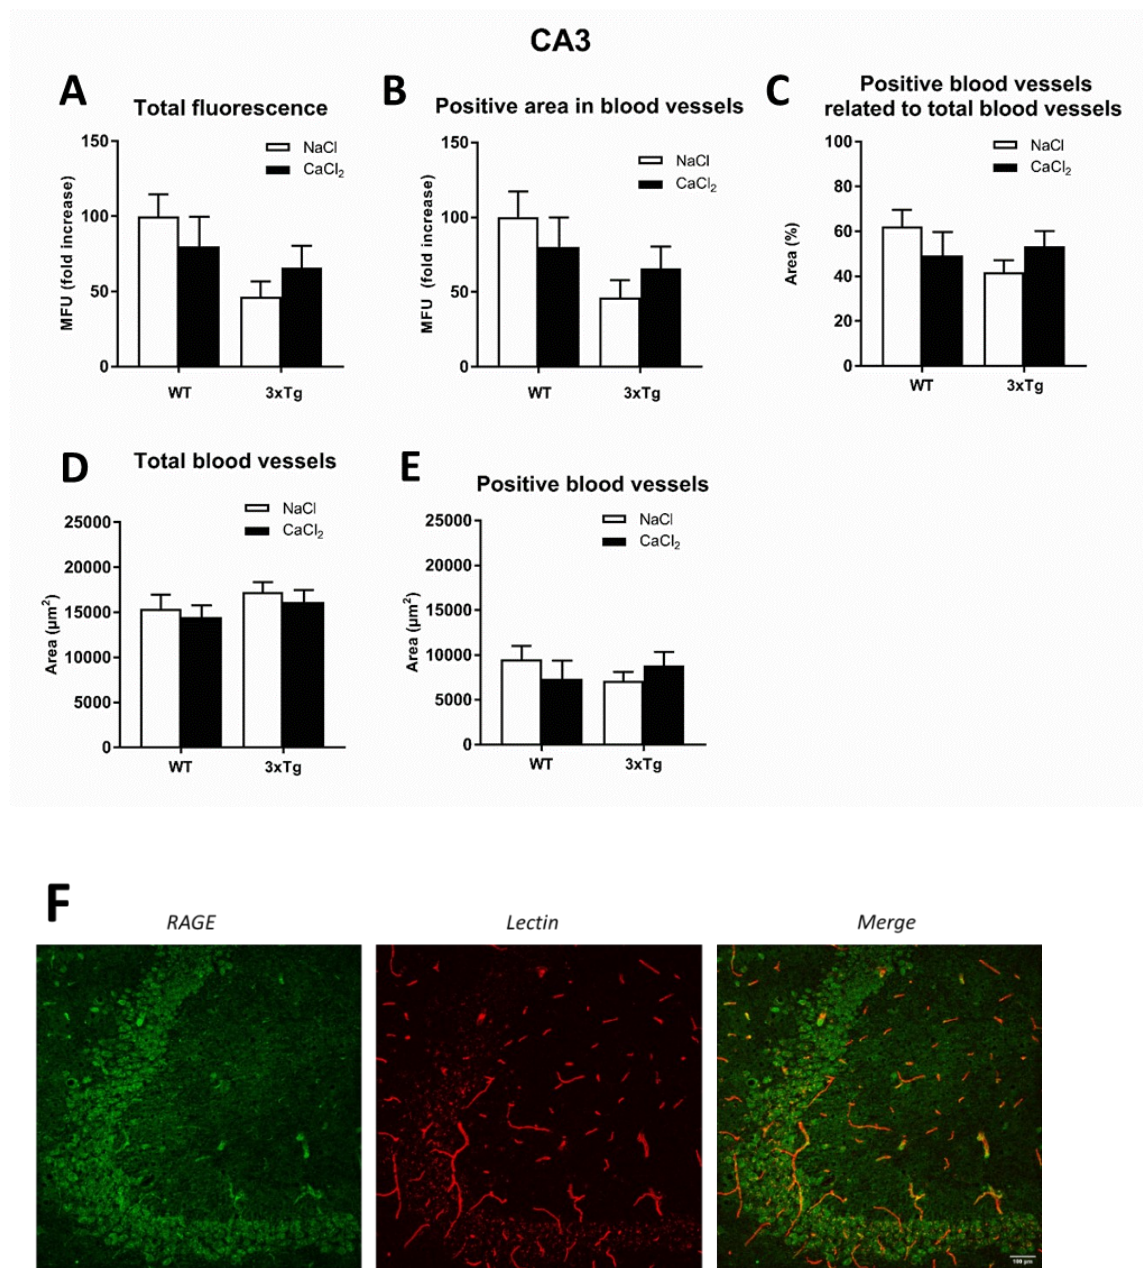 CA3
A
Total fluorescence
MFU (fold increase)
150
100
50
0
NaCl
CaCl₂
WT 3xTg
B
Positive area in blood vessels
MFU (fold increase)
150
100
50
0
NaCl
CaCl₂
WT 3xTg
C
Positive blood vessels
related to total blood vessels
Area (%)
100
80
60
40
20
0
NaCl
CaCl₂
WT 3xTg
D
Total blood vessels
Area (μm²)
25000
20000
15000
10000
5000
0
NaCl
CaCl₂
WT 3xTg
E
Positive blood vessels
Area (μm²)
25000
20000
15000
10000
5000
0
NaCl
CaCl₂
WT 3xTg
F
RAGE Lectin Merge
100 μm